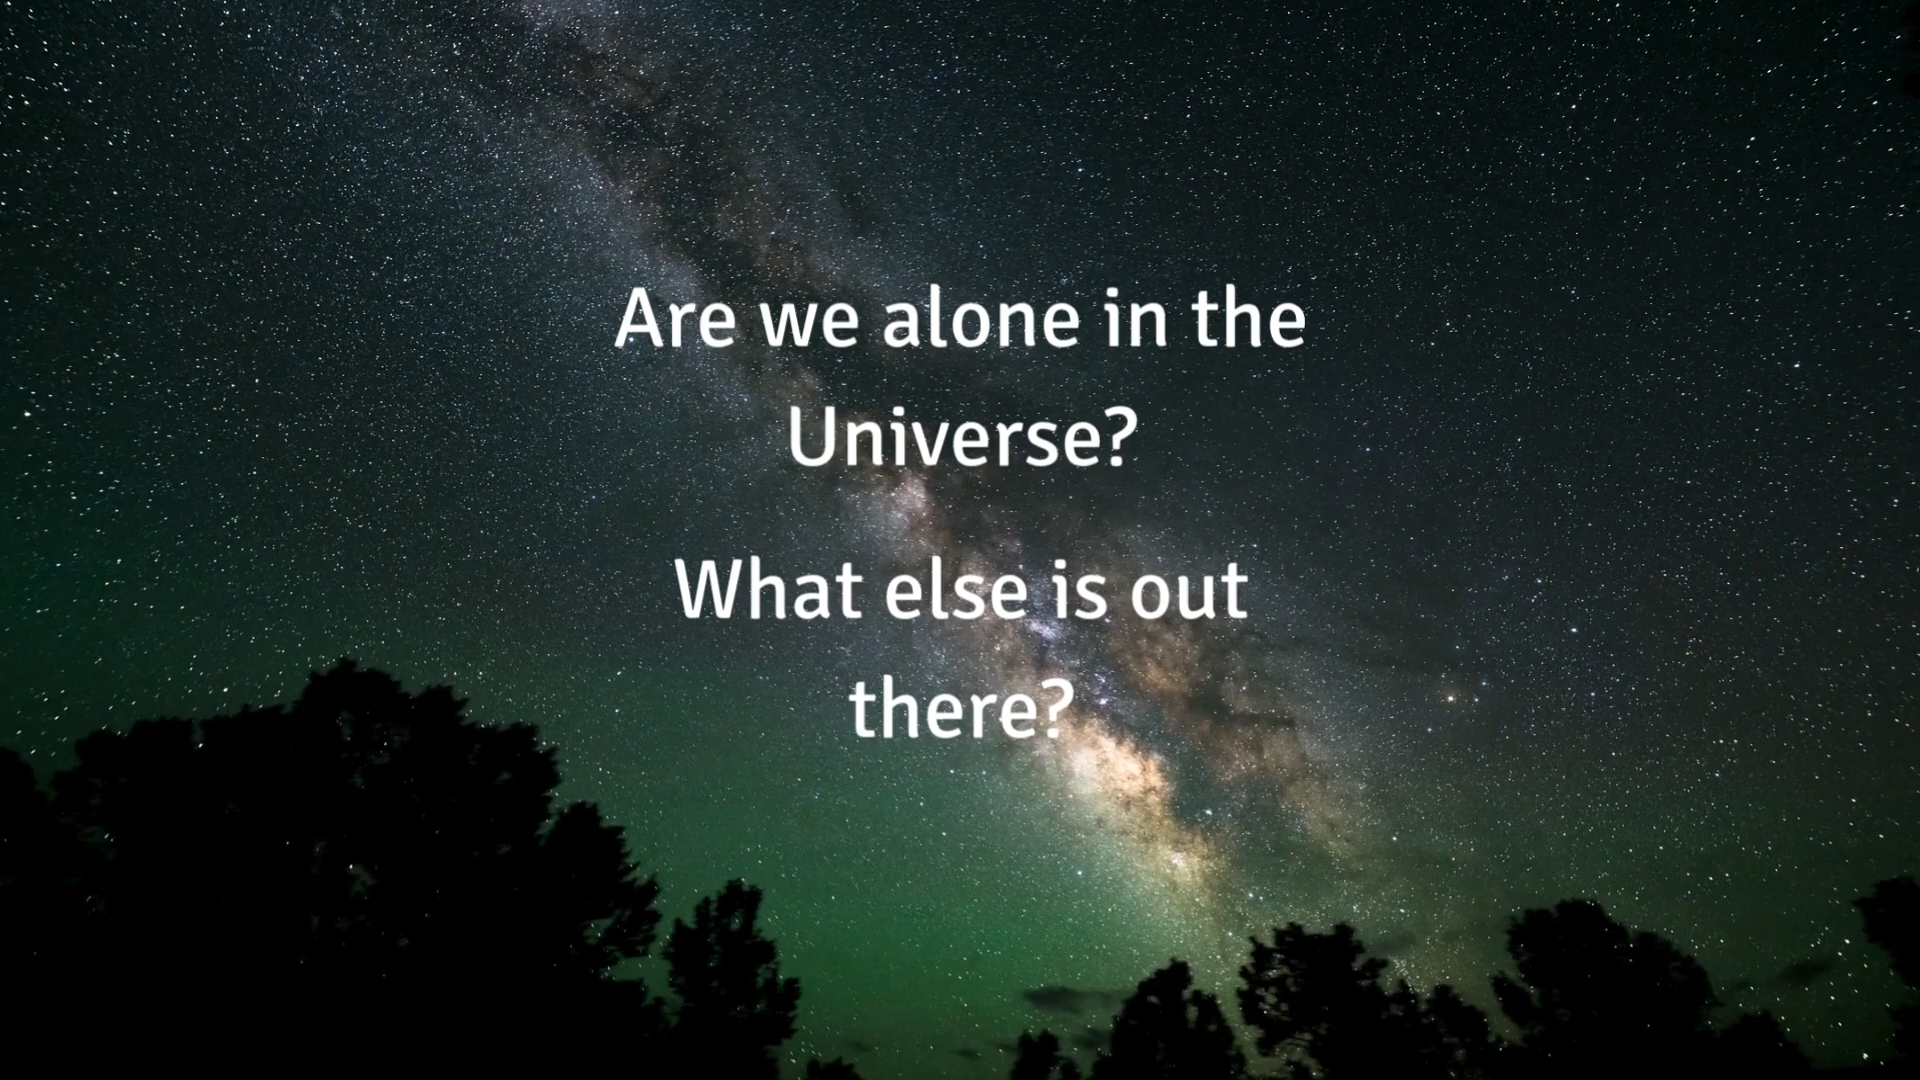 Are we alone in the
Universe?
What else is out
there?